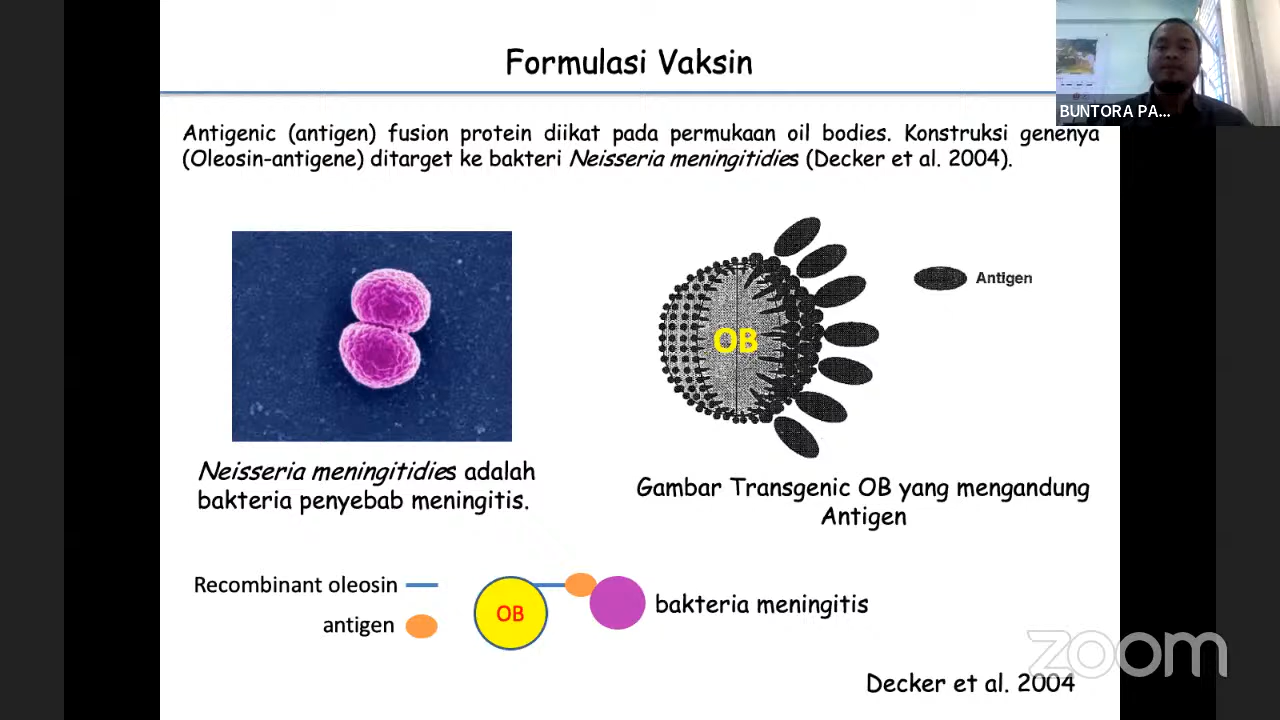 Formulasi Vaksin
BUNTORA PA...
Antigenic (antigen) fusion protein diikat pada permukaan oil bodies. Konstruksi genenya
(Oleosin-antigene) ditarget ke bakteri Neisseria meningitidies (Decker et al. 2004).
Antigen
OB
Neisseria meningitidies adalah
bakteria penyebab meningitis.
Gambar Transgenic OB yang mengandung
Antigen
Recombinant oleosin
antigen
OB
bakteria meningitis
zoom
Decker et al. 2004